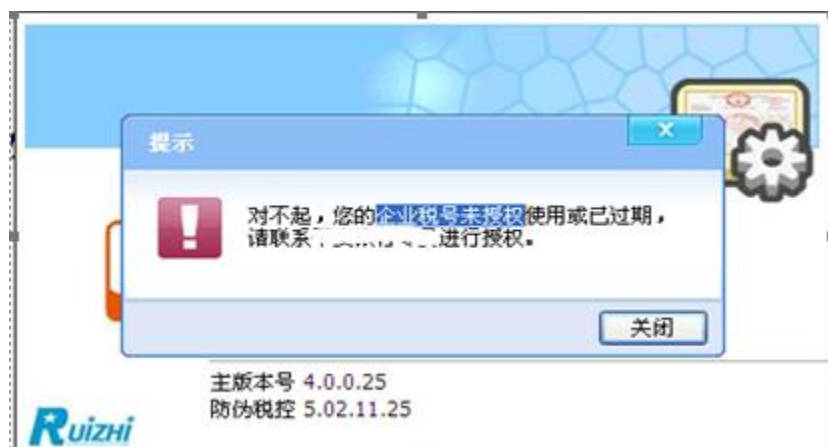 提示
对不起，您的企业税号未授权使用或已过期，
请联系进行授权。
关闭
主版本号 4.0.0.25
防伪税控 5.02.11.25
RUIZHI